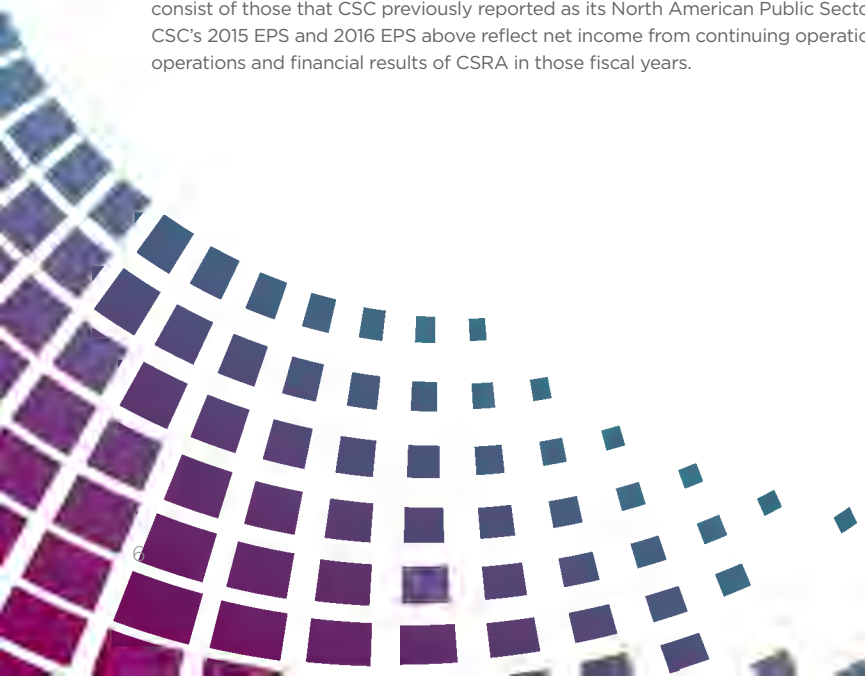 consist of those that CSC previously reported as its North American Public Secto
CSC’s 2015 EPS and 2016 EPS above reflect net income from continuing operatio
operations and financial results of CSRA in those fiscal years.
6